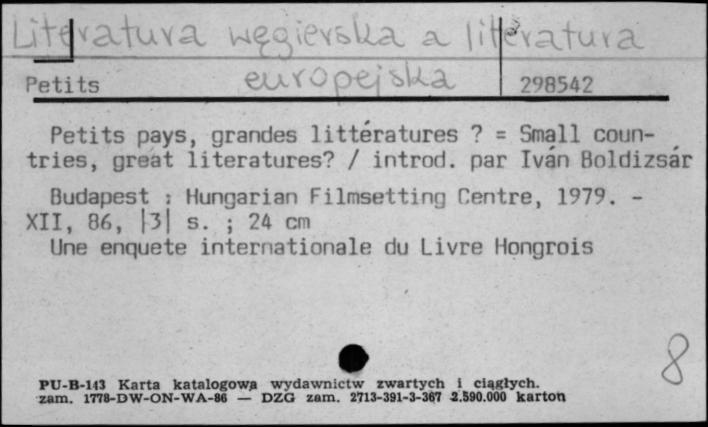 Literatura węgierska a literatura
europejska
Petits 298542
Petits pays, grandes littératures ? = Small coun-
tries, great literatures? / introd. par Iván Boldizsár
Budapest : Hungarian Filmsetting Centre, 1979. -
XII, 86, |3| s. ; 24 cm
Une enquete internationale du Livre Hongrois
8
PU-B-143 Karta katalogowa wydawnictw zwartych i ciągłych.
zam. 1778-DW-ON-WA-86 — DZG zam. 2713-391-3-367 2.590.000 karton